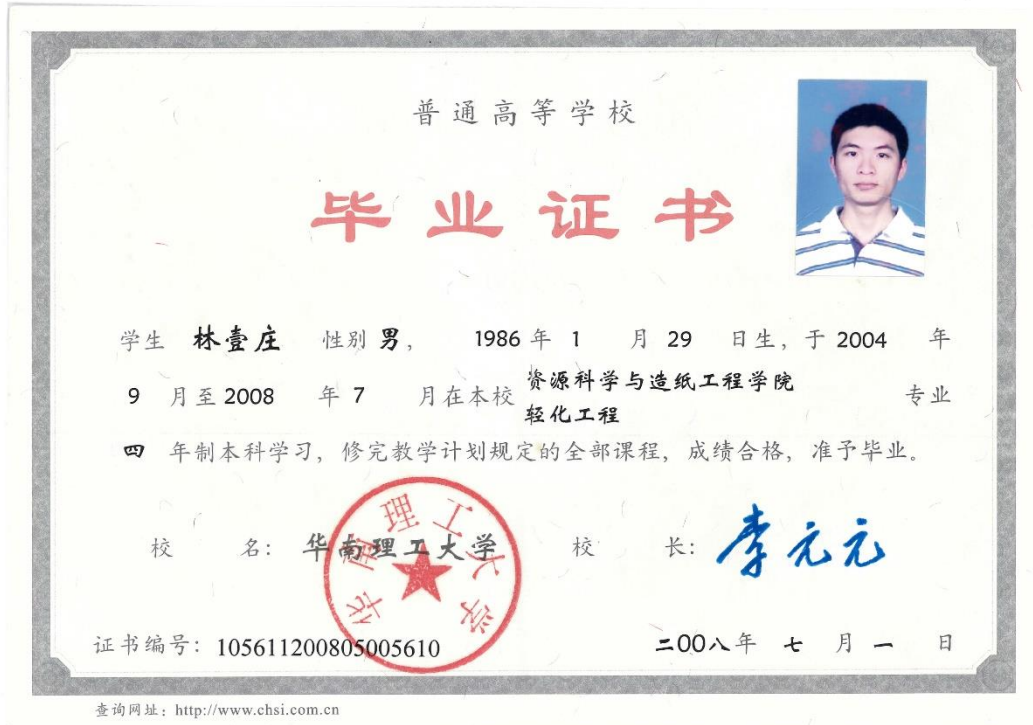 普通高等学校
毕业证书
学生 林壹庄 性别 男， 1986 年 1 月 29 日生，于 2004 年
9 月至 2008 年 7 月在本校 资源科学与造纸工程学院 轻化工程 专业
四 年制本科学习，修完教学计划规定的全部课程，成绩合格，准予毕业。
校 名： 华南理工大学 校 长： 李元元
华南理工大学
证书编号： 105611200805005610 二00八年 七 月 一 日
查询网址：http://www.chsi.com.cn